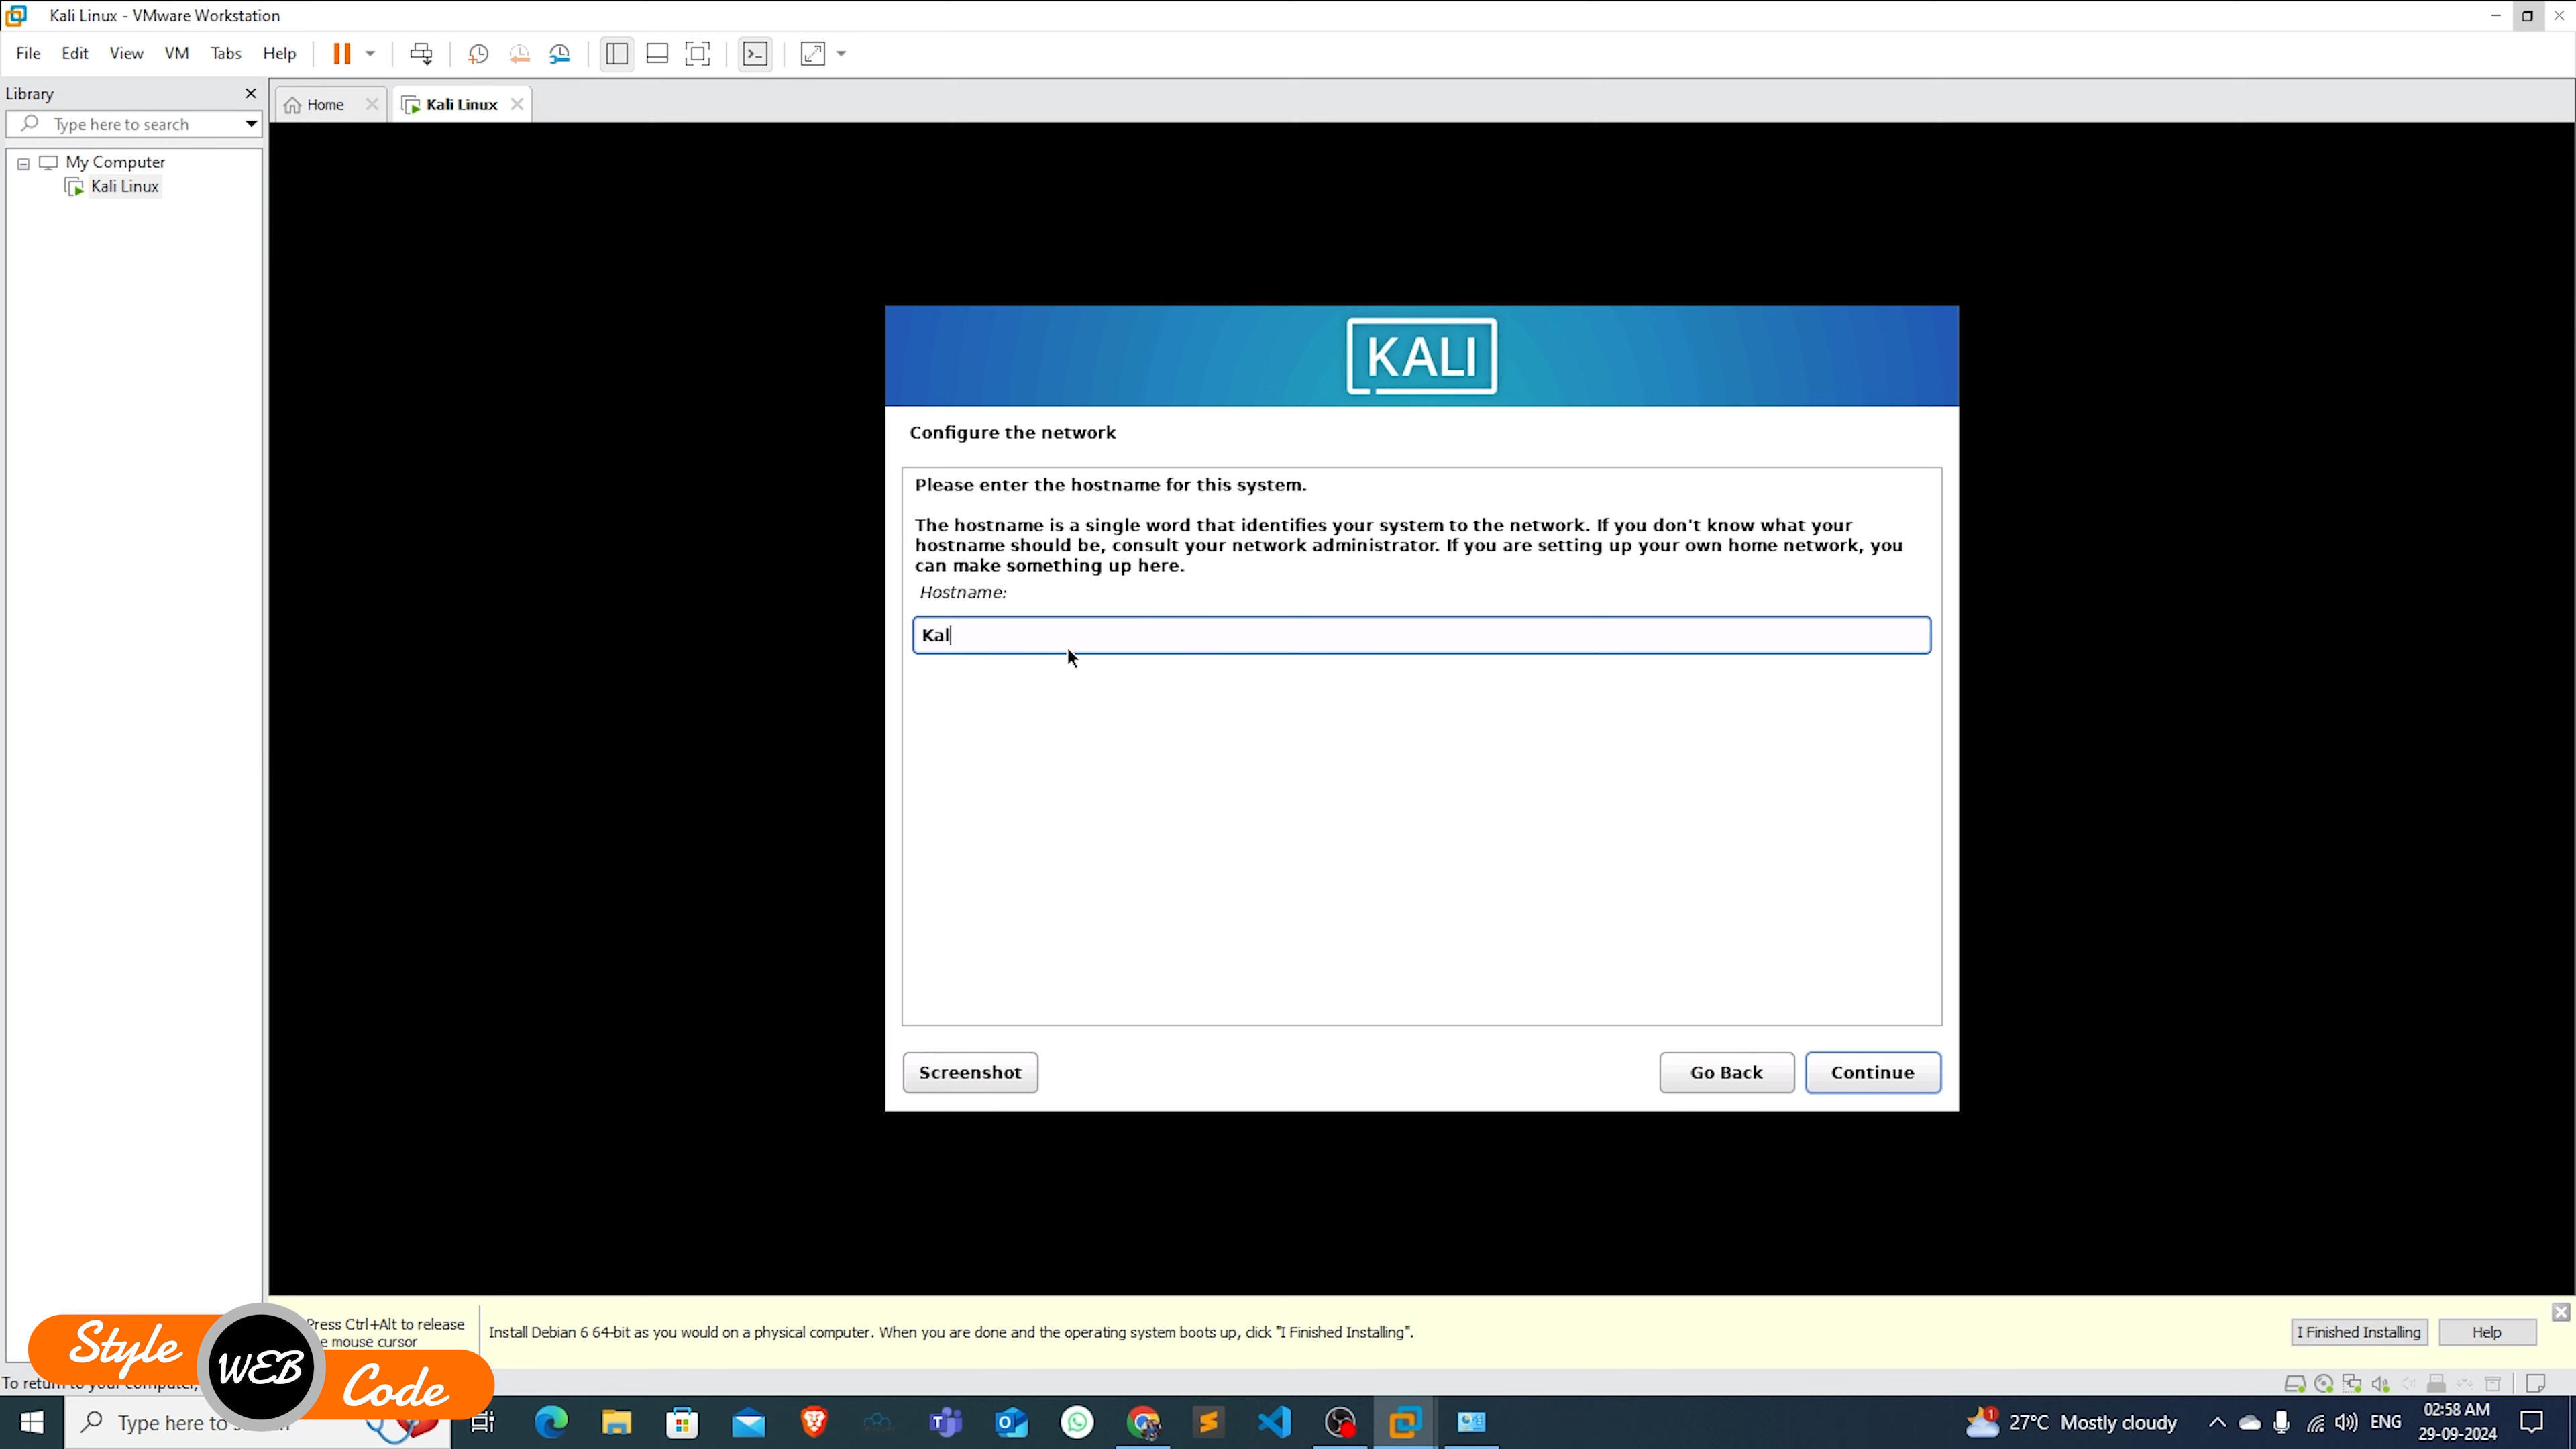 Kali Linux - VMware Workstation
File Edit View VM Tabs Help
Library
Home
Kali Linux
Type here to search
My Computer
Kali Linux
KALI
Configure the network
Please enter the hostname for this system.
The hostname is a single word that identifies your system to the network. If you don't know what your
hostname should be, consult your network administrator. If you are setting up your own home network, you
can make something up here.
Hostname:
Kal
Screenshot
Go Back
Continue
Press Ctrl+Alt to release
mouse cursor
Install Debian 6 64-bit as you would on a physical computer. When you are done and the operating system boots up, click "I Finished Installing".
I Finished Installing
Help
Style
WEB
Code
To return to your computer,
Type here to
27°C Mostly cloudy
ENG
02:58 AM
29-09-2024